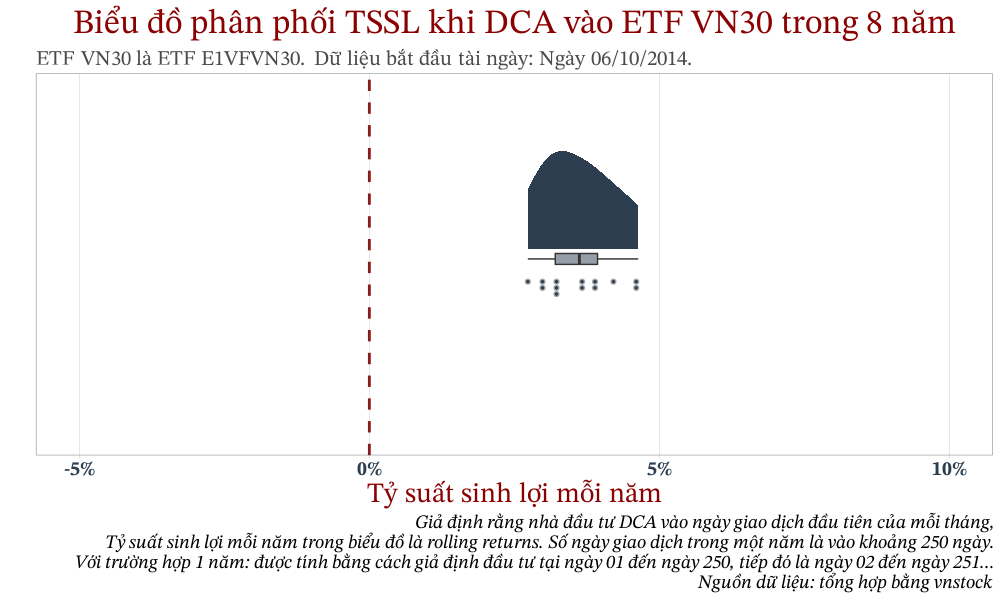 Biểu đồ phân phối TSSL khi DCA vào ETF VN30 trong 8 năm
ETF VN30 là ETF E1VFVN30. Dữ liệu bắt đầu tài ngày: Ngày 06/10/2014.
-5% 0% 5% 10%
Tỷ suất sinh lợi mỗi năm
Giả định rằng nhà đầu tư DCA vào ngày giao dịch đầu tiên của mỗi tháng,
Tỷ suất sinh lợi mỗi năm trong biểu đồ là rolling returns. Số ngày giao dịch trong một năm là vào khoảng 250 ngày.
Với trường hợp 1 năm: được tính bằng cách giả định đầu tư tại ngày 01 đến ngày 250, tiếp đó là ngày 02 đến ngày 251...
Nguồn dữ liệu: tổng hợp bằng vnstock